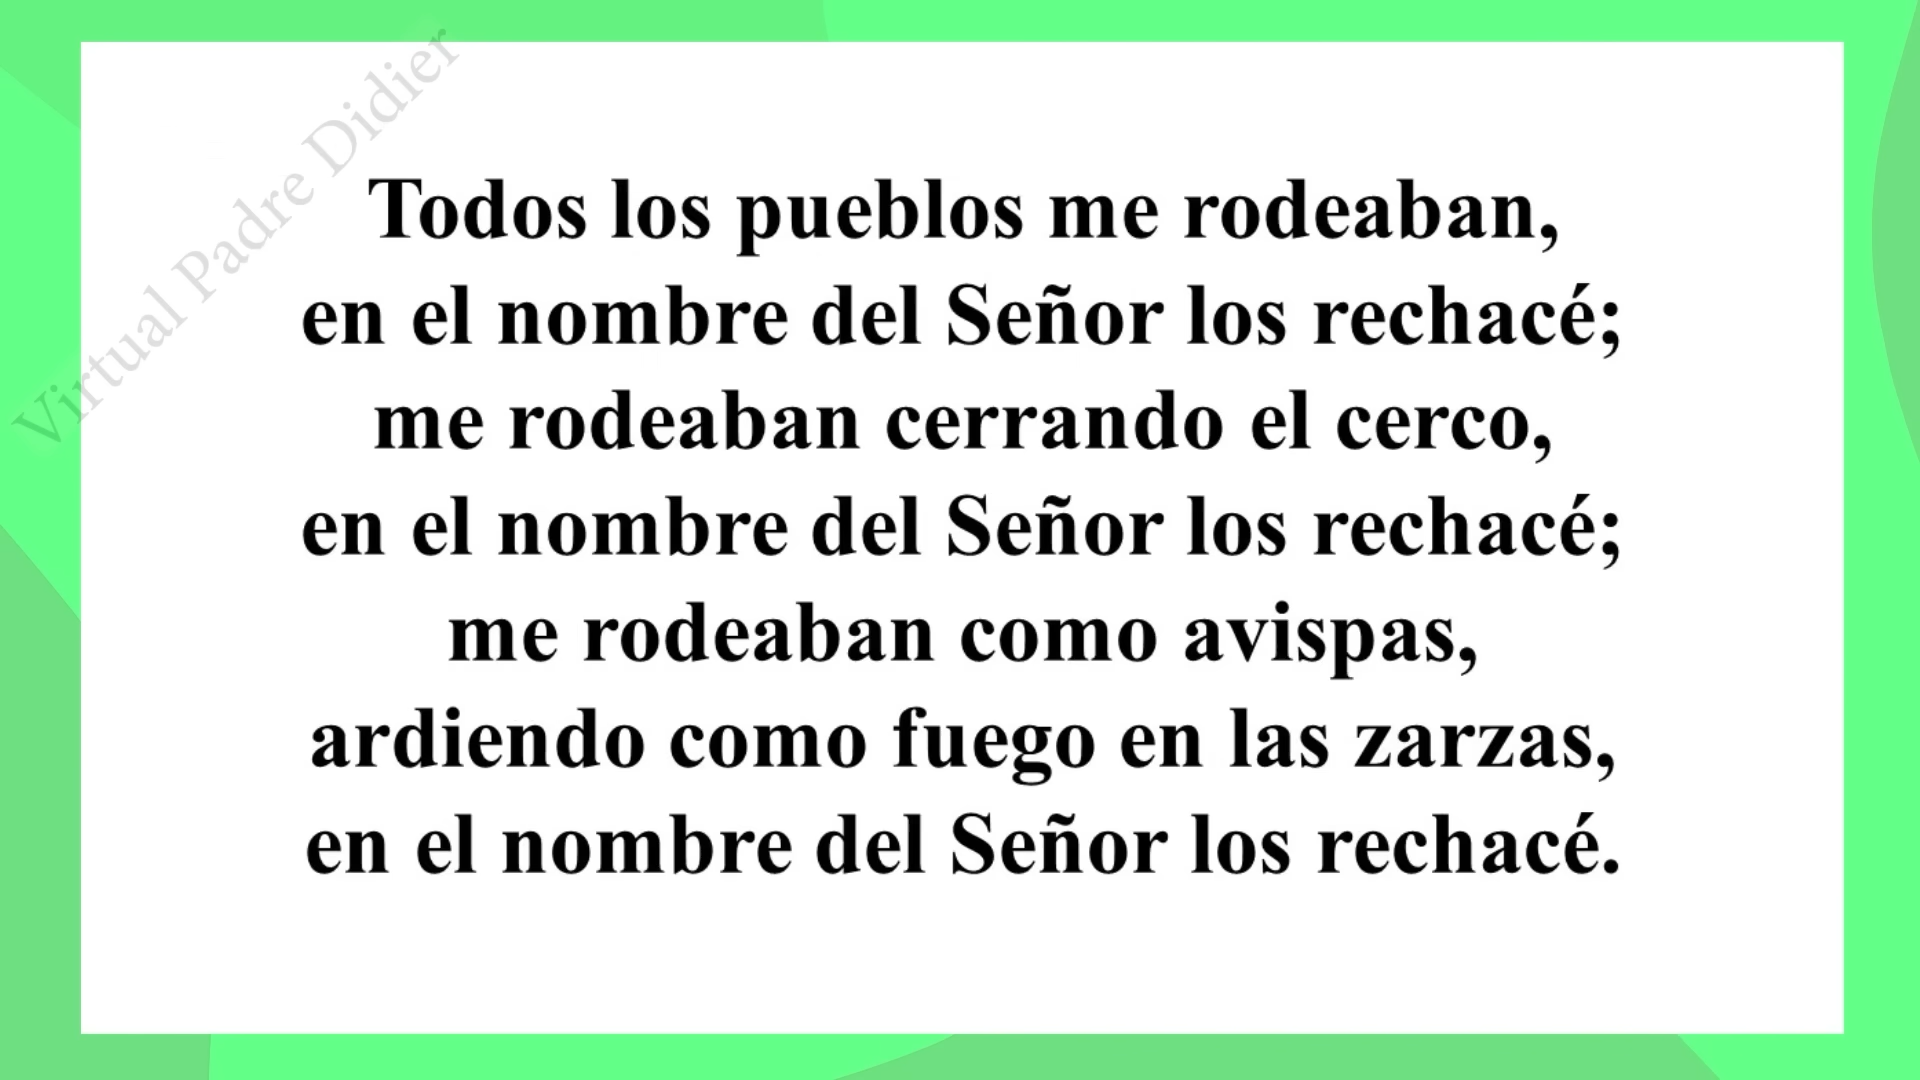 Virtual Padre Didier
Todos los pueblos me rodeaban,
en el nombre del Señor los rechacé;
me rodeaban cerrando el cerco,
en el nombre del Señor los rechacé;
me rodeaban como avispas,
ardiendo como fuego en las zarzas,
en el nombre del Señor los rechacé.